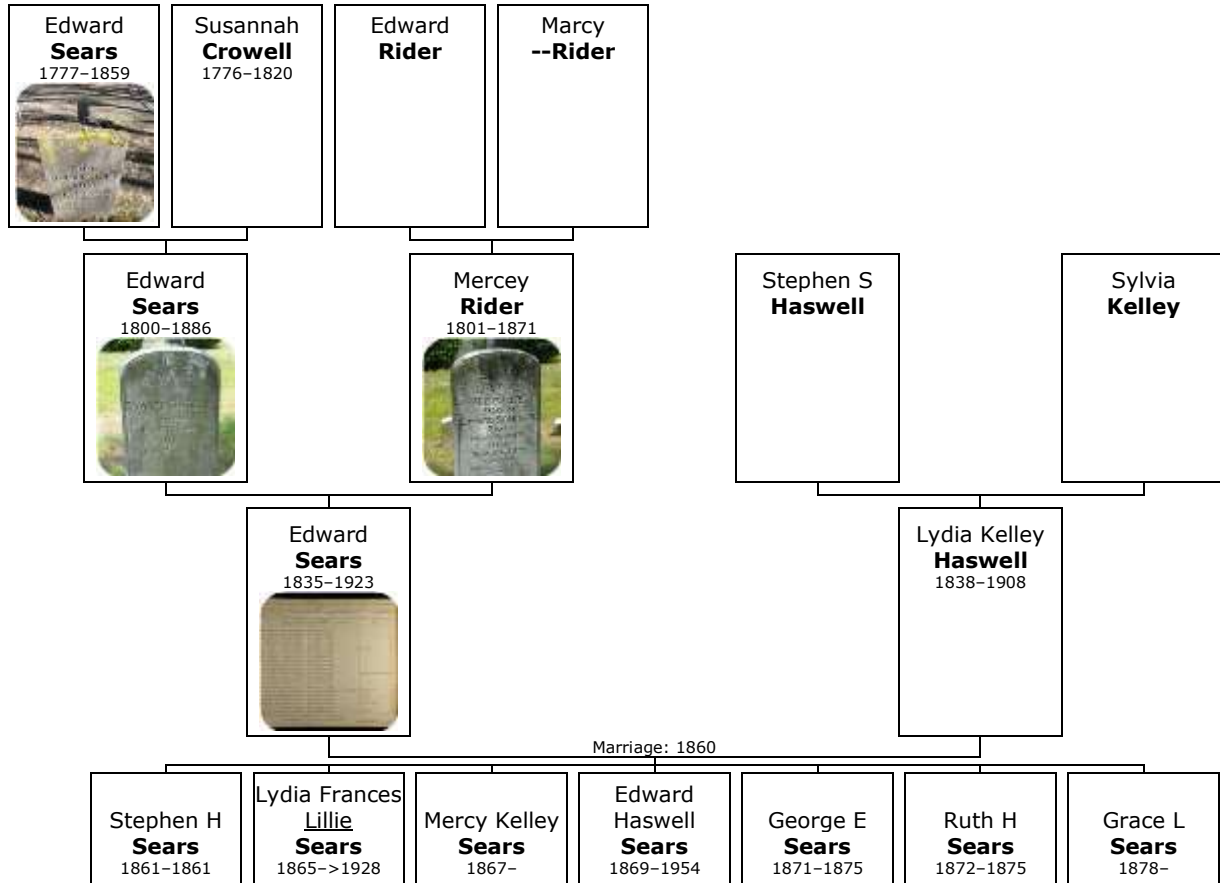 Edward
Sears
1777–1859
Susannah
Crowell
1776–1820
Edward
Rider
Marcy
--Rider
Edward
Sears
1800–1886
Mercey
Rider
1801–1871
Stephen S
Haswell
Sylvia
Kelley
Edward
Sears
1835–1923
Lydia Kelley
Haswell
1838–1908
Marriage: 1860
Stephen H
Sears
1861–1861
Lydia Frances
Lillie
Sears
1865–>1928
Mercy Kelley
Sears
1867–
Edward
Haswell
Sears
1869–1954
George E
Sears
1871–1875
Ruth H
Sears
1872–1875
Grace L
Sears
1878–